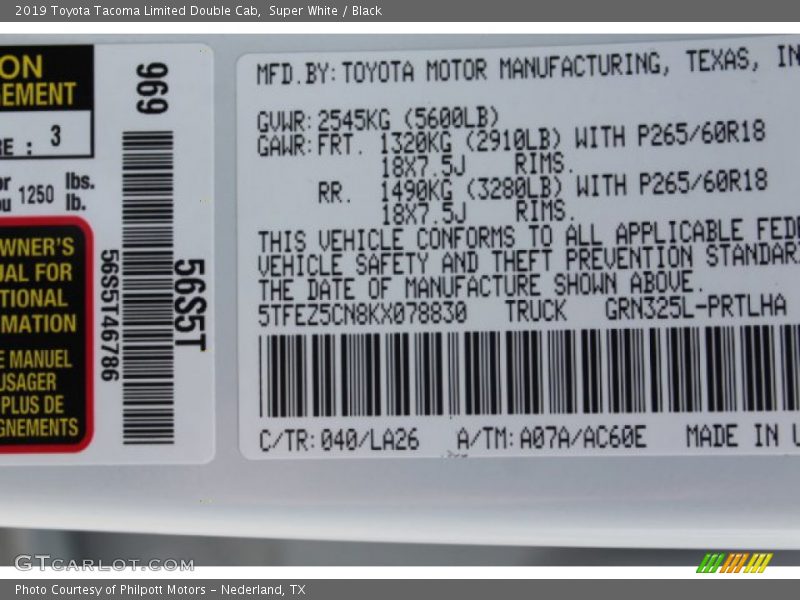 2019 Toyota Tacoma Limited Double Cab,  Super White / Black
ON
GEMENT
RE : 3
or
ou 1250 lbs.
lb.
WNER'S
UAL FOR
TIONAL
MATION
E MANUEL
USAGER
PLUS DE
GNEMENTS
969
56S5T
56S5T46786
MFD.BY:TOYOTA MOTOR MANUFACTURING, TEXAS, IN
GVWR:2545KG (5600LB)
GAWR:FRT. 1320KG (2910LB) WITH P265/60R18
18X7.5J RIMS.
RR. 1490KG (3280LB) WITH P265/60R18
18X7.5J RIMS.
THIS VEHICLE CONFORMS TO ALL APPLICABLE FEDE
VEHICLE SAFETY AND THEFT PREVENTION STANDAR
THE DATE OF MANUFACTURE SHOWN ABOVE.
5TFEZ5CN8KX078830 TRUCK GRN325L-PRTLHA
C/TR:040/LA26 A/TM:A07A/AC60E MADE IN U
GTCARLOT.COM
Photo Courtesy of Philpott Motors - Nederland, TX